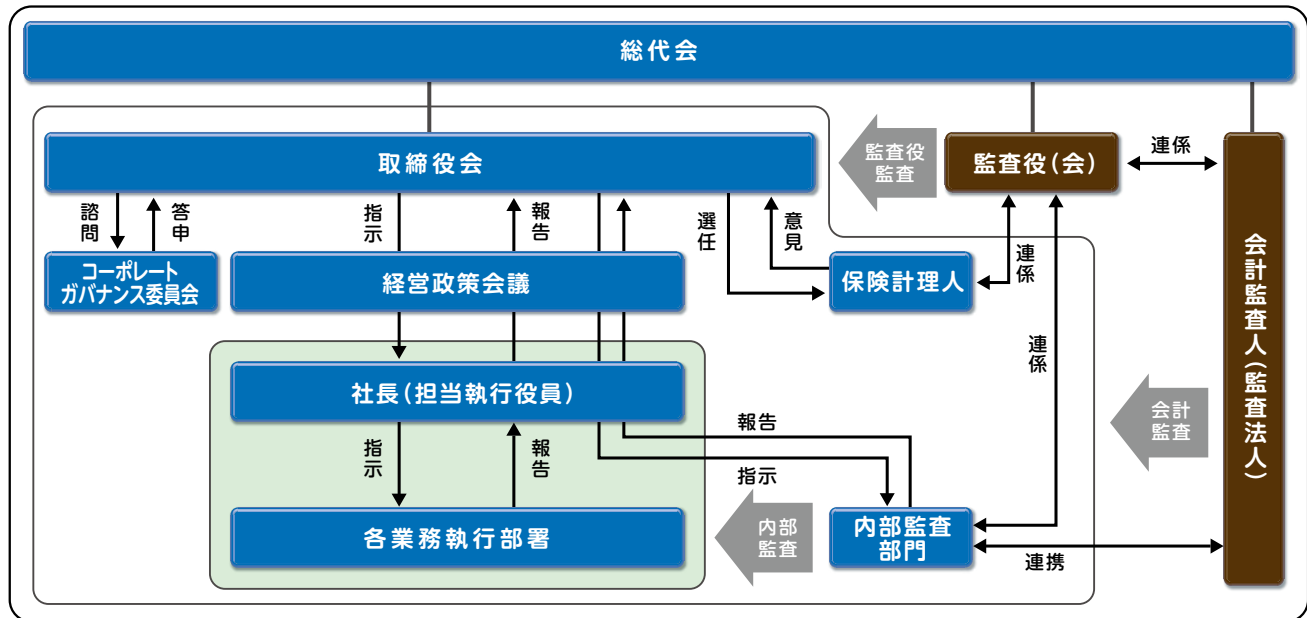 総代会
取締役会
監査役
監査
監査役(会)
連係
諮問
答申
指示
報告
選任
意見
連係
コーポレート
ガバナンス委員会
経営政策会議
保険計理人
会計監査人(監査法人)
連係
社長(担当執行役員)
会計
監査
報告
指示
報告
指示
各業務執行部署
内部
監査
内部監査
部門
連携